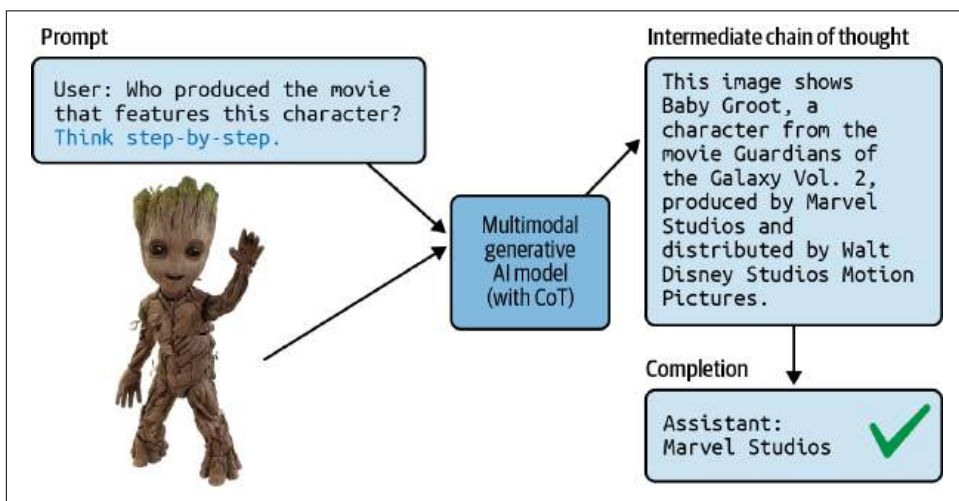 Prompt
User: Who produced the movie
that features this character?
Think step-by-step.
Multimodal
generative
AI model
(with CoT)
Intermediate chain of thought
This image shows
Baby Groot, a
character from the
movie Guardians of
the Galaxy Vol. 2,
produced by Marvel
Studios and
distributed by Walt
Disney Studios Motion
Pictures.
Completion
Assistant:
Marvel Studios